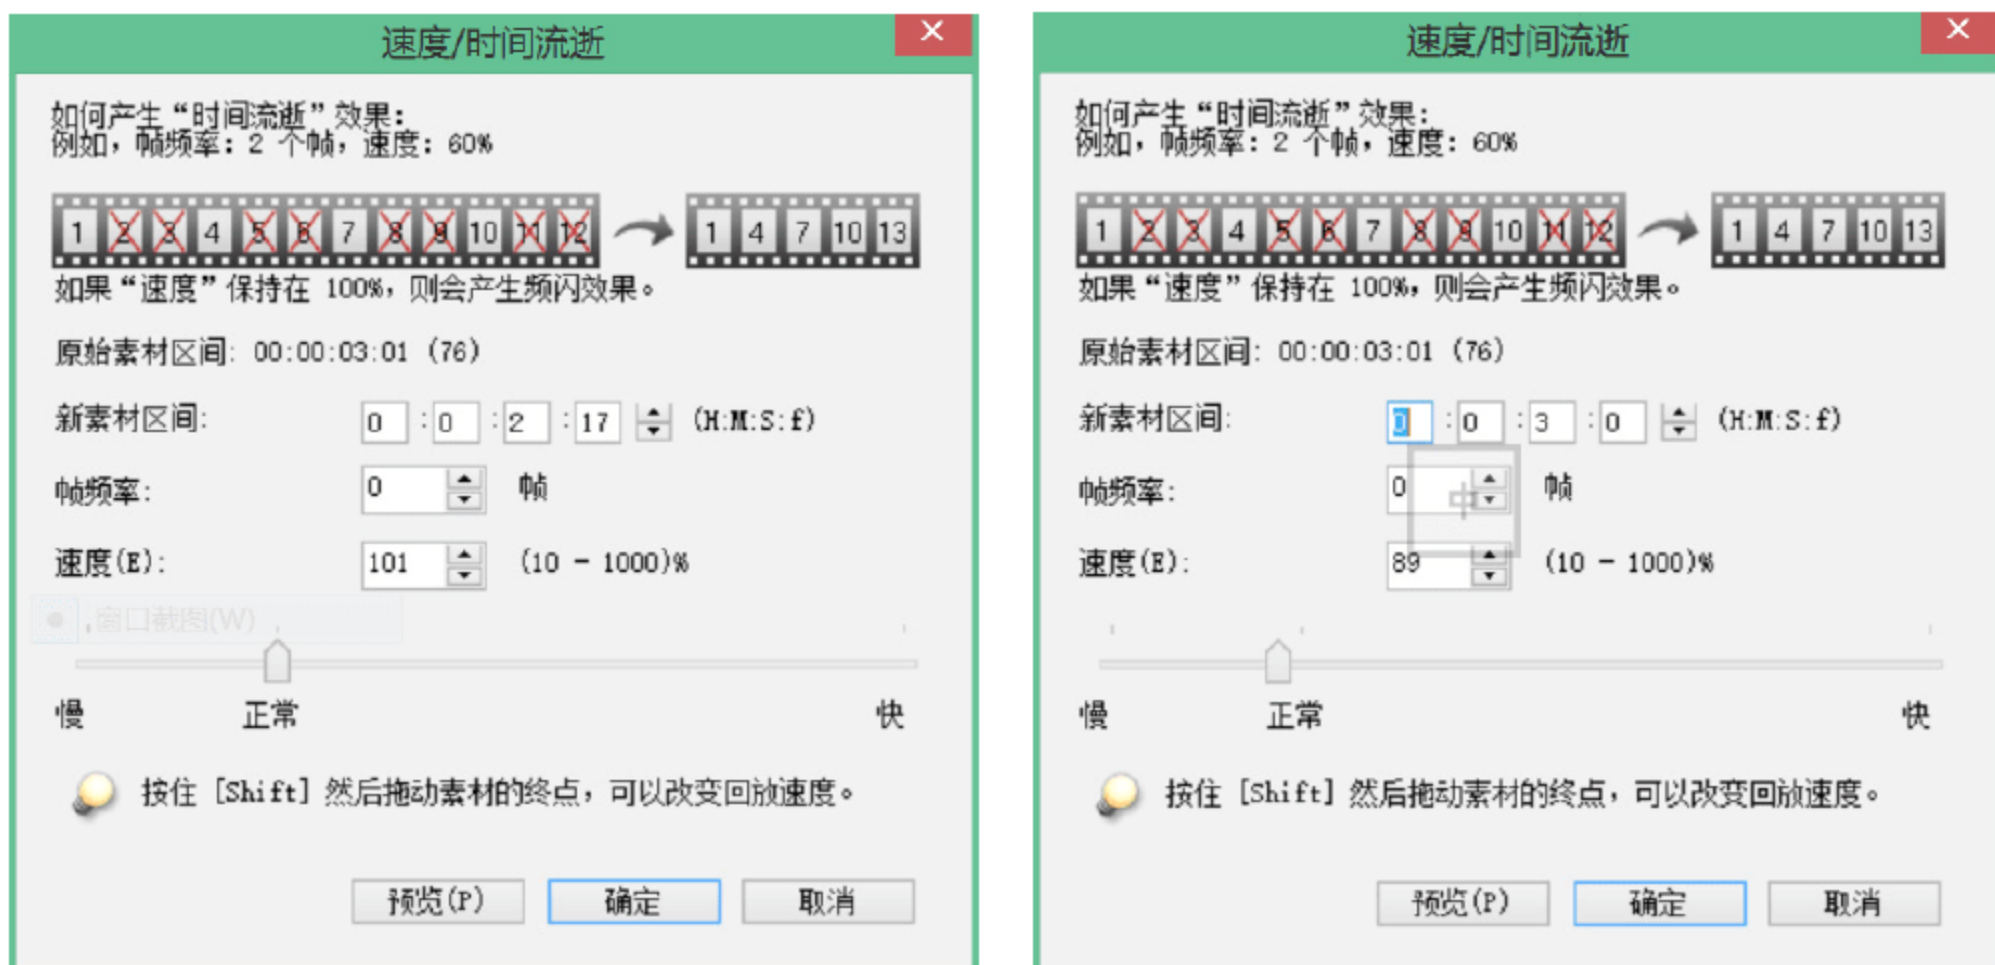 速度/时间流逝
如何产生“时间流逝”效果:
例如，帧频率: 2 个帧，速度: 60%
1 2 3 4 5 6 7 8 9 10 11 12 1 4 7 10 13
如果“速度”保持在 100%，则会产生频闪效果。
原始素材区间: 00:00:03:01 (76)
新素材区间: 0 : 0 : 2 : 17 (H:M:S:f)
帧频率: 0 帧
速度(E): 101 (10 - 1000)%
窗口截图(W)
慢 正常 快
按住 [Shift] 然后拖动素材的终点，可以改变回放速度。
预览(P) 确定 取消
速度/时间流逝
如何产生“时间流逝”效果:
例如，帧频率: 2 个帧，速度: 60%
1 2 3 4 5 6 7 8 9 10 11 12 1 4 7 10 13
如果“速度”保持在 100%，则会产生频闪效果。
原始素材区间: 00:00:03:01 (76)
新素材区间: 0 : 0 : 3 : 0 (H:M:S:f)
帧频率: 0 帧
速度(E): 89 (10 - 1000)%
慢 正常 快
按住 [Shift] 然后拖动素材的终点，可以改变回放速度。
预览(P) 确定 取消